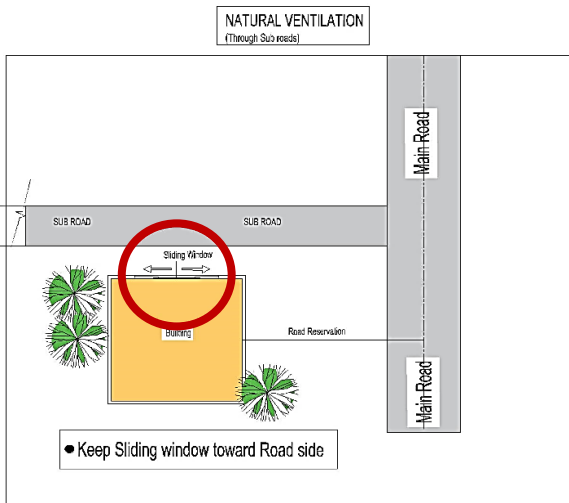 NATURAL VENTILATION
(Through Sub roads)
Main Road
SUB ROAD
SUB ROAD
Sliding Window
Building
Road Reservation
Main Road
● Keep Sliding window toward Road side